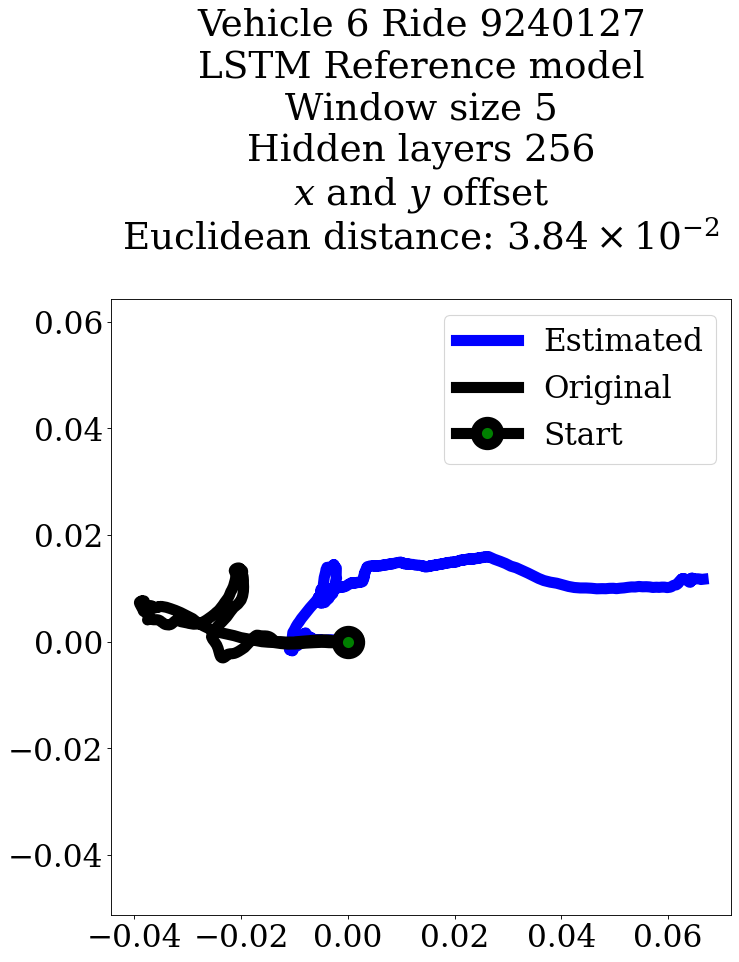 Vehicle 6 Ride 9240127
LSTM Reference model
Window size 5
Hidden layers 256
x and y offset
Euclidean distance: 3.84 × 10⁻²
0.06
0.04
0.02
0.00
−0.02
−0.04
Estimated
Original
Start
−0.04 −0.02 0.00 0.02 0.04 0.06